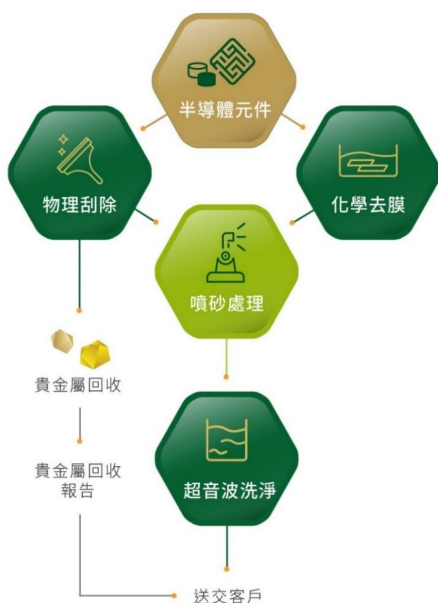 半導體元件
物理刮除
化學去膜
噴砂處理
貴金屬回收
貴金屬回收
報告
超音波洗淨
送交客戶